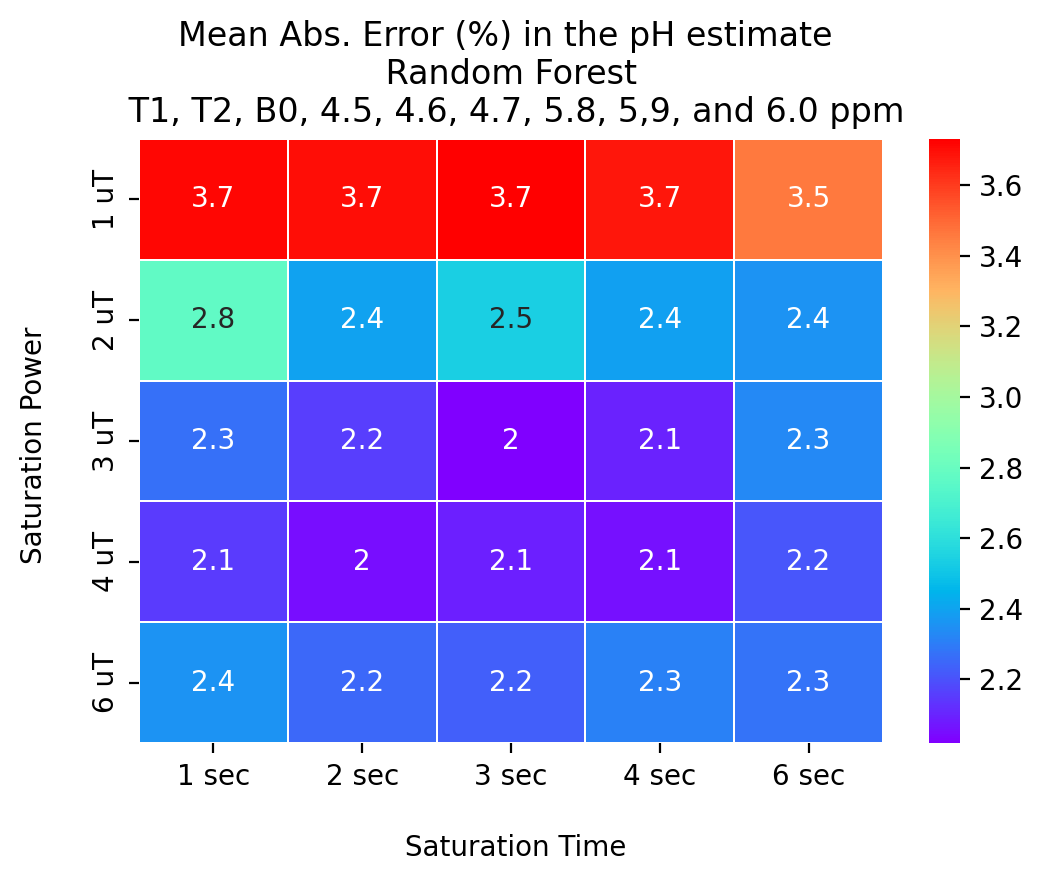 Mean Abs. Error (%) in the pH estimate
Random Forest
T1, T2, B0, 4.5, 4.6, 4.7, 5.8, 5,9, and 6.0 ppm
Saturation Power
1 uT
3.7 3.7 3.7 3.7 3.5
2 uT
2.8 2.4 2.5 2.4 2.4
3 uT
2.3 2.2 2 2.1 2.3
4 uT
2.1 2 2.1 2.1 2.2
6 uT
2.4 2.2 2.2 2.3 2.3
1 sec 2 sec 3 sec 4 sec 6 sec
Saturation Time
3.6
3.4
3.2
3.0
2.8
2.6
2.4
2.2